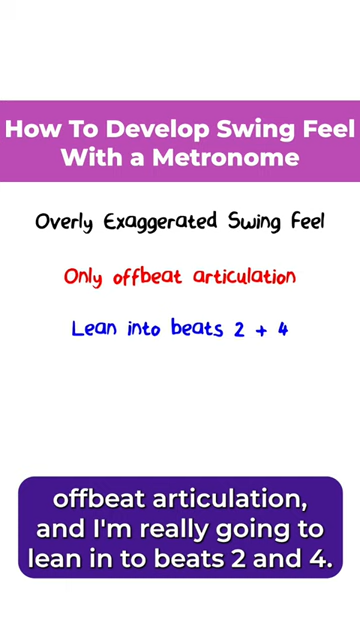 How To Develop Swing Feel
With a Metronome
Overly Exaggerated Swing Feel
Only offbeat articulation
Lean into beats 2 + 4
offbeat articulation,
and I'm really going to
lean in to beats 2 and 4.